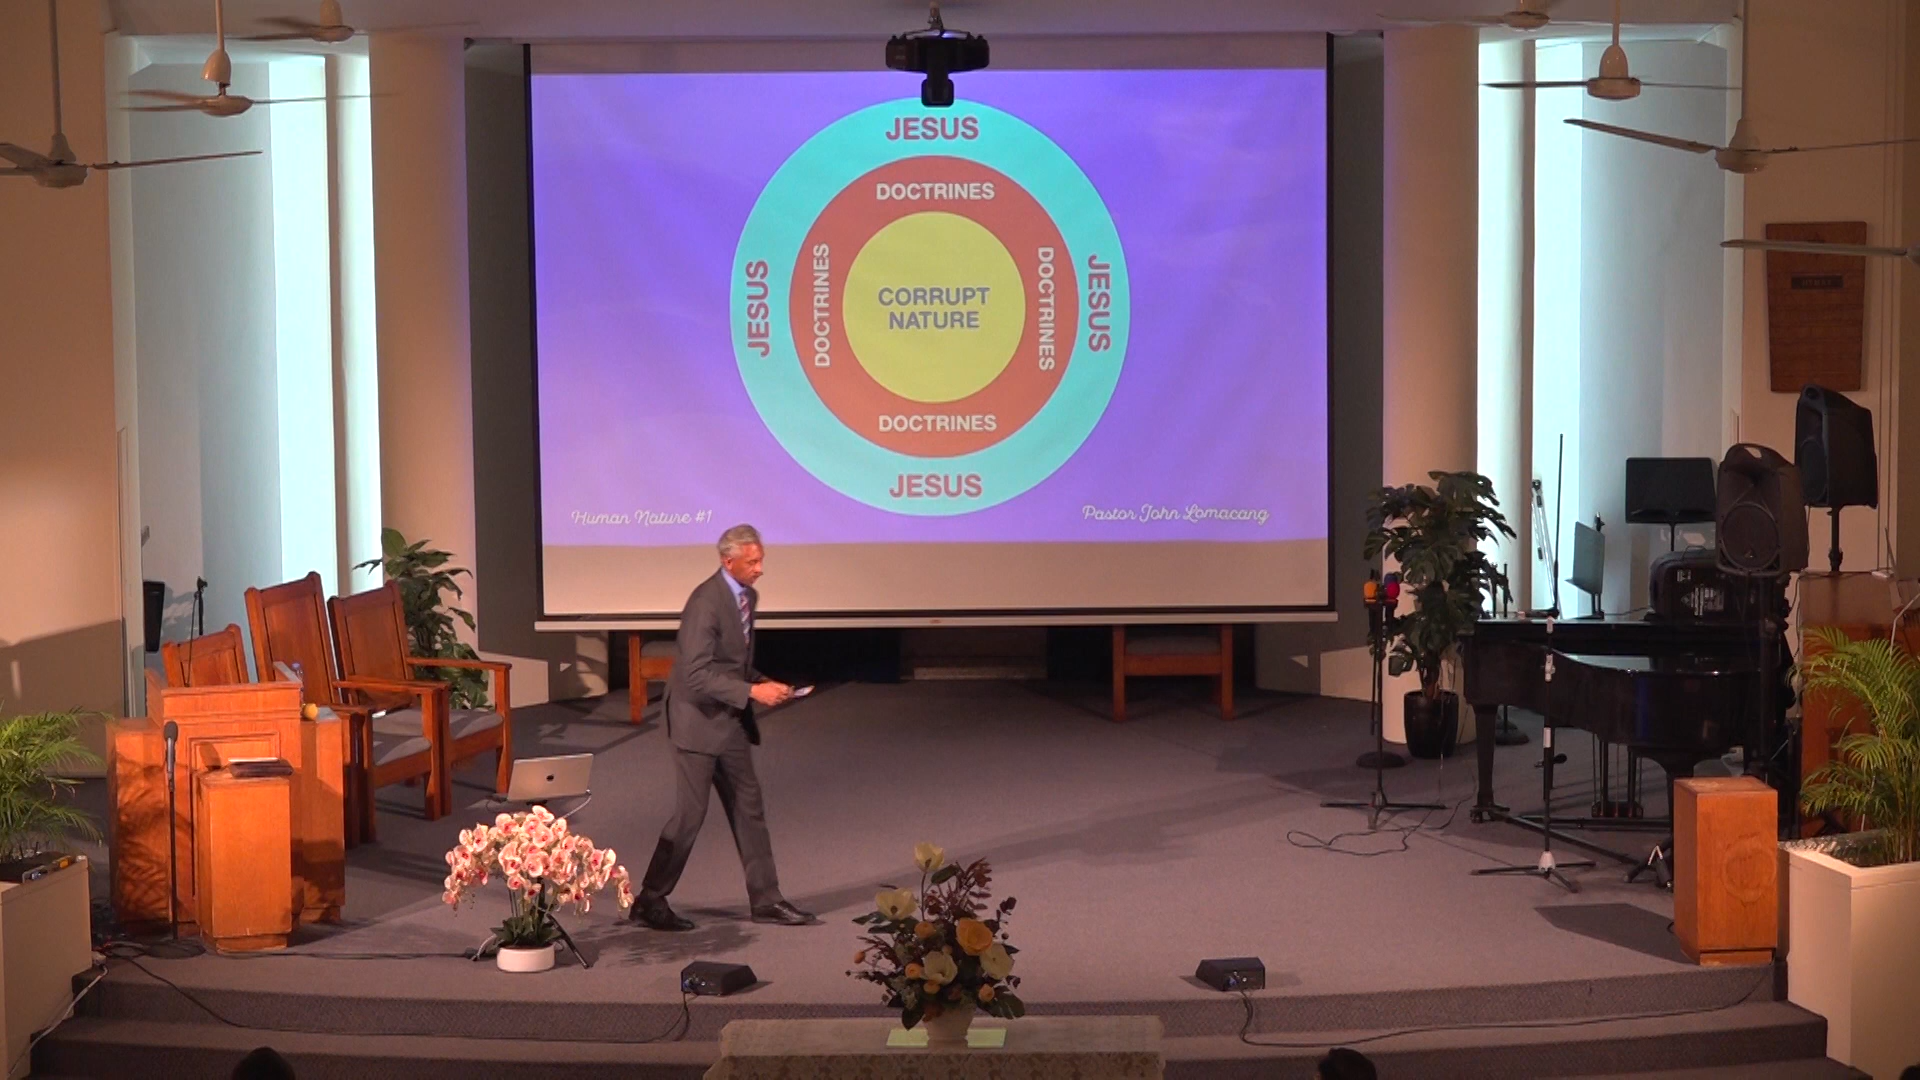 JESUS
DOCTRINES
JESUS
DOCTRINES
CORRUPT
NATURE
DOCTRINES
JESUS
DOCTRINES
JESUS
Human Nature #1
Pastor John Lomacang